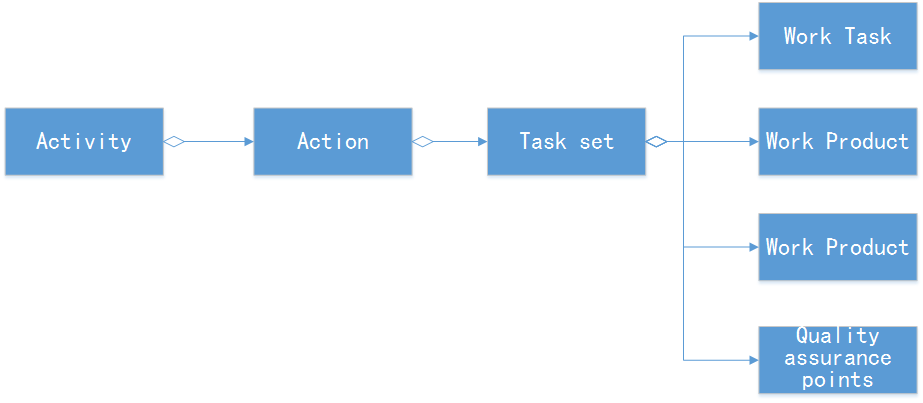 Activity
Action
Task set
Work Task
Work Product
Work Product
Quality
assurance
points